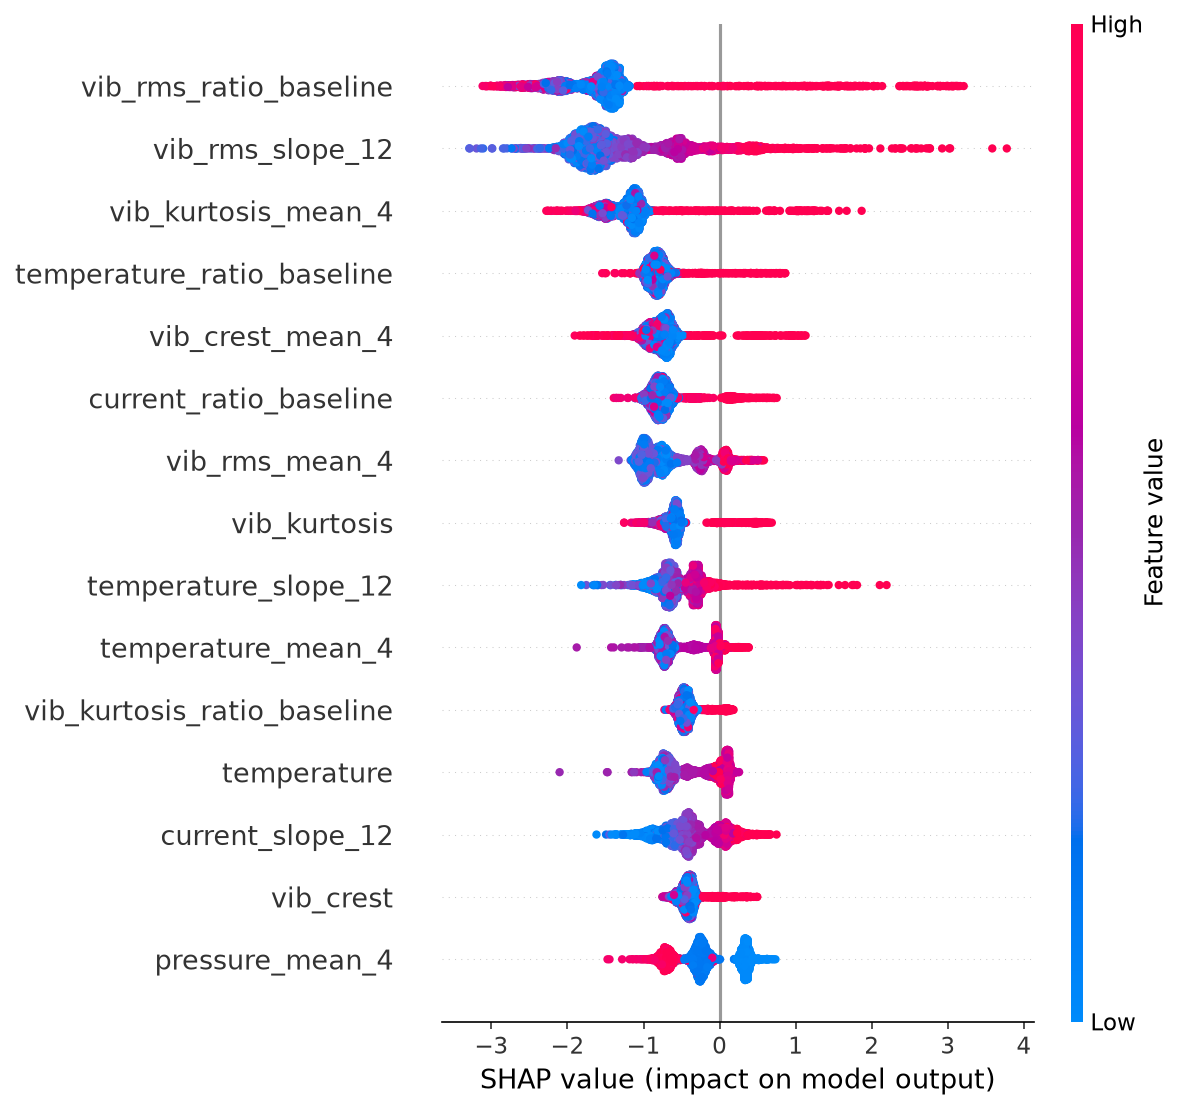 High
vib_rms_ratio_baseline
vib_rms_slope_12
vib_kurtosis_mean_4
temperature_ratio_baseline
vib_crest_mean_4
current_ratio_baseline
vib_rms_mean_4
vib_kurtosis
temperature_slope_12
temperature_mean_4
vib_kurtosis_ratio_baseline
temperature
current_slope_12
vib_crest
pressure_mean_4
Feature value
Low
−3 −2 −1 0 1 2 3 4
SHAP value (impact on model output)